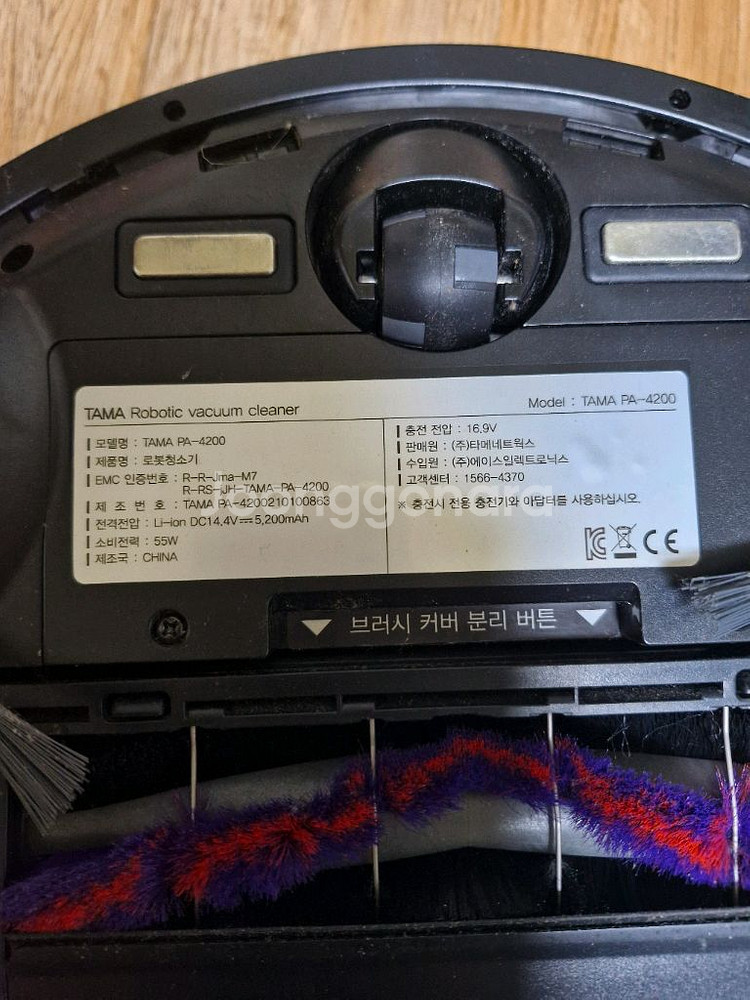 TAMA Robotic vacuum cleaner
Model : TAMA PA-4200
모델명 : TAMA PA-4200
제품명 : 로봇청소기
EMC 인증번호 : R-R-Jma-M7
R-RS-JH-TAMA-PA-4200
제 조 번 호 : TAMA PA-4200210100863
전격전압 : Li-ion DC14.4V⎓5,200mAh
소비전력 : 55W
제조국 : CHINA
충전 전압 : 16.9V
판매원 : (주)타메네트웍스
수입원 : (주)에이스일렉트로닉스
고객센터 : 1566-4370
※ 충전시 전용 충전기와 아답터를 사용하십시오.
CE
joonggonara
브러시 커버 분리 버튼